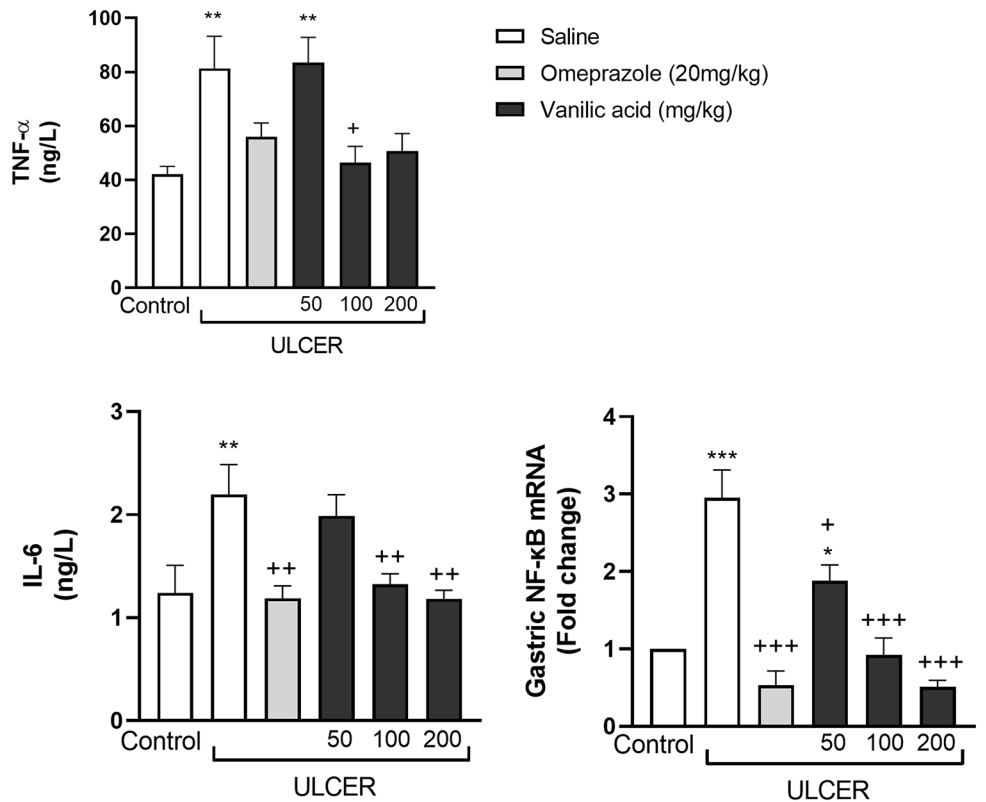 100
80
60
40
20
0
TNF-α
(ng/L)
**
**
+
Control
50
100
200
ULCER
Saline
Omeprazole (20mg/kg)
Vanilic acid (mg/kg)
3
2
1
0
IL-6
(ng/L)
**
++
++
++
Control
50
100
200
ULCER
4
3
2
1
0
Gastric NF-κB mRNA
(Fold change)
***
+++
+
*
+++
+++
Control
50
100
200
ULCER